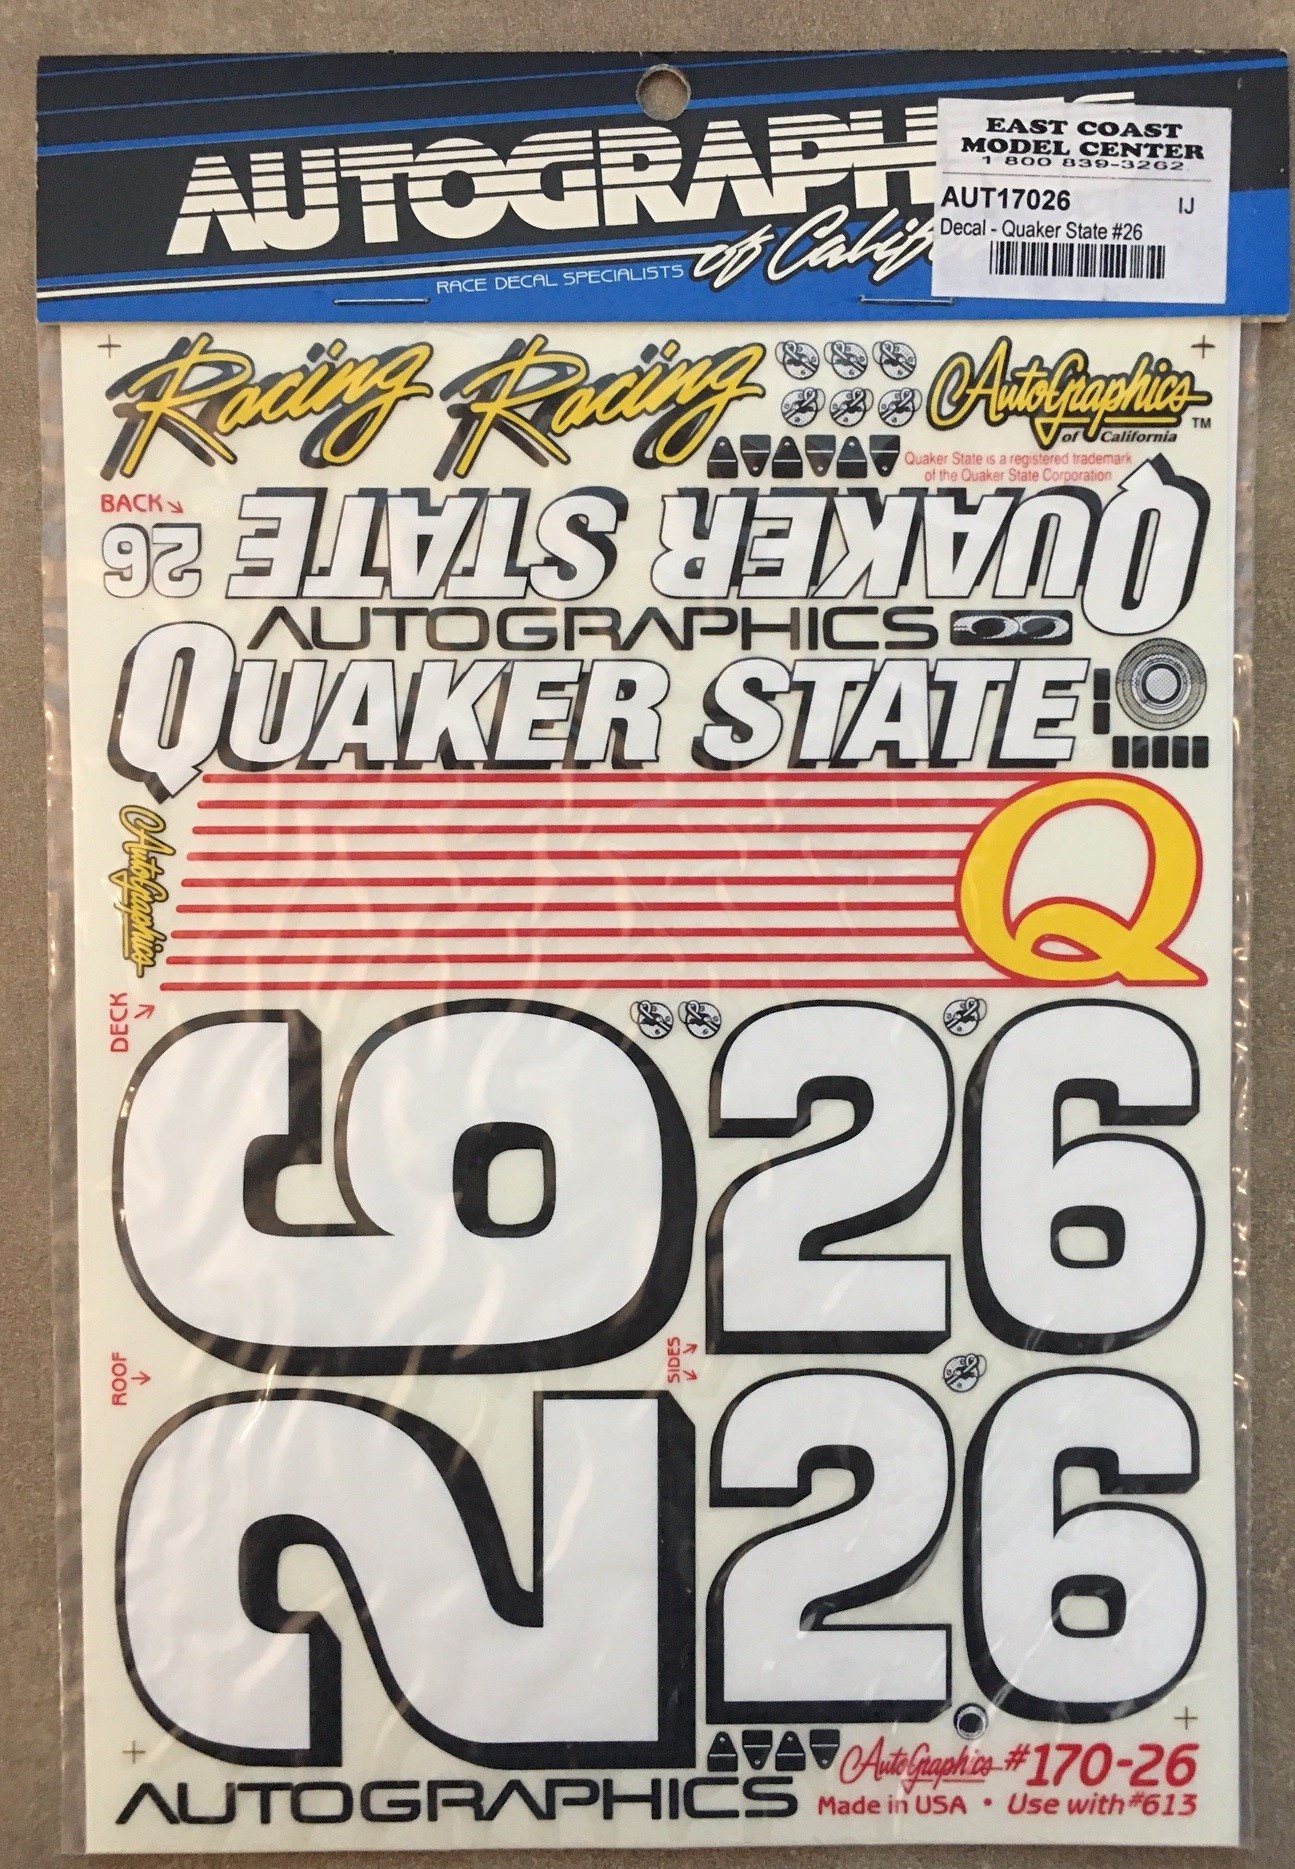 AUTOGRAPHICS
of Calif
RACE DECAL SPECIALISTS
EAST COAST
MODEL CENTER
1 800 839-3262
AUT17026 IJ
Decal - Quaker State #26
Racing Racing
AutoGraphics
of California
TM
Quaker State is a registered trademark
of the Quaker State Corporation
BACK
26
QUAKER STATE
AUTOGRAPHICS
QUAKER STATE
AutoGraphics
Q
DECK
26
26
ROOF
SIDES
26
AutoGraphics #170-26
AUTOGRAPHICS
Made in USA • Use with #613